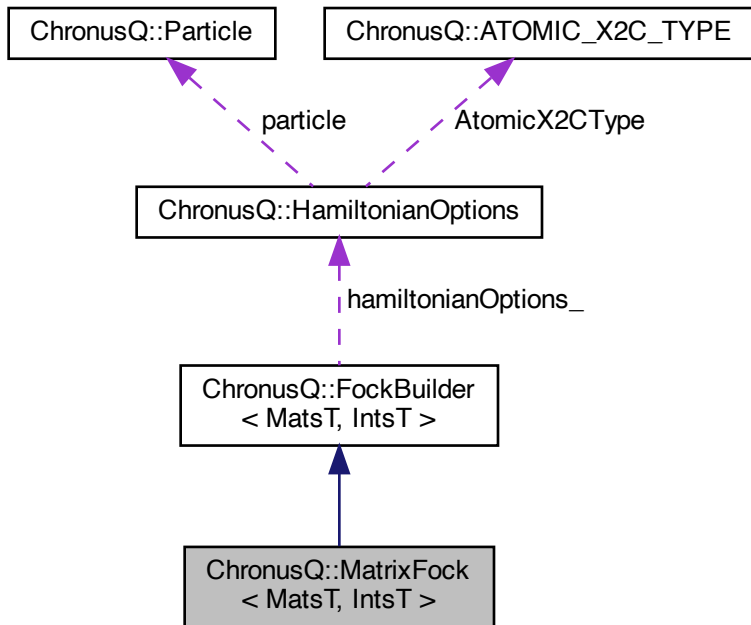 ChronusQ::Particle
ChronusQ::ATOMIC_X2C_TYPE
particle
AtomicX2CType
ChronusQ::HamiltonianOptions
hamiltonianOptions_
ChronusQ::FockBuilder
< MatsT, IntsT >
ChronusQ::MatrixFock
< MatsT, IntsT >